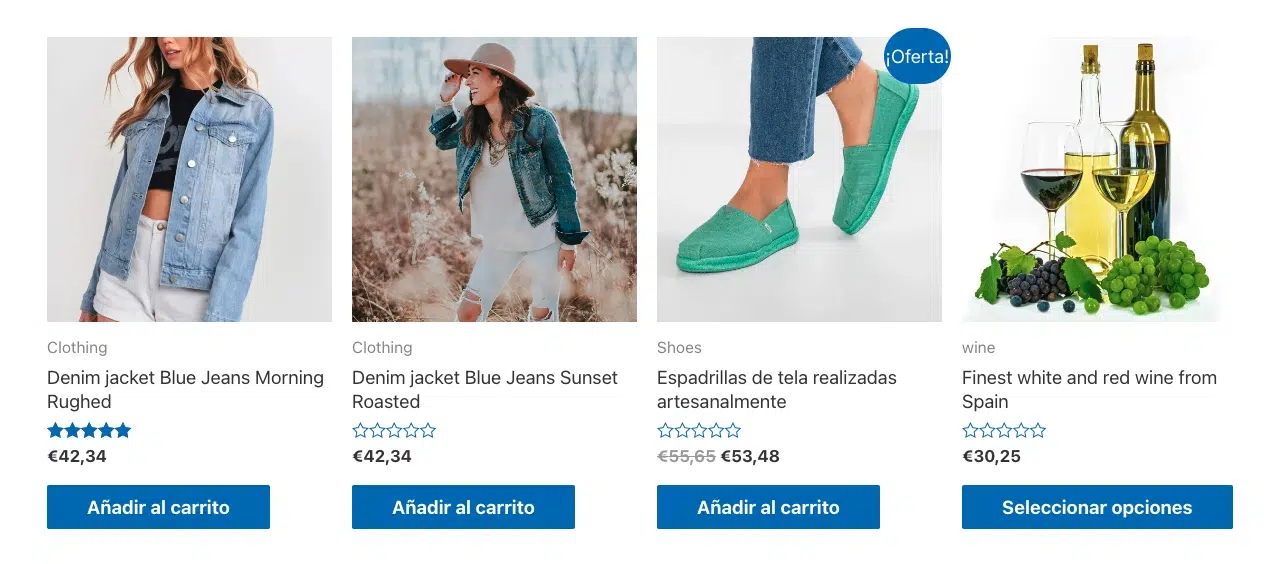 ¡Oferta!
Clothing
Denim jacket Blue Jeans Morning
Rughed
€42,34
Añadir al carrito
Clothing
Denim jacket Blue Jeans Sunset
Roasted
€42,34
Añadir al carrito
Shoes
Espadrillas de tela realizadas
artesanalmente
€55,65 €53,48
Añadir al carrito
wine
Finest white and red wine from
Spain
€30,25
Seleccionar opciones